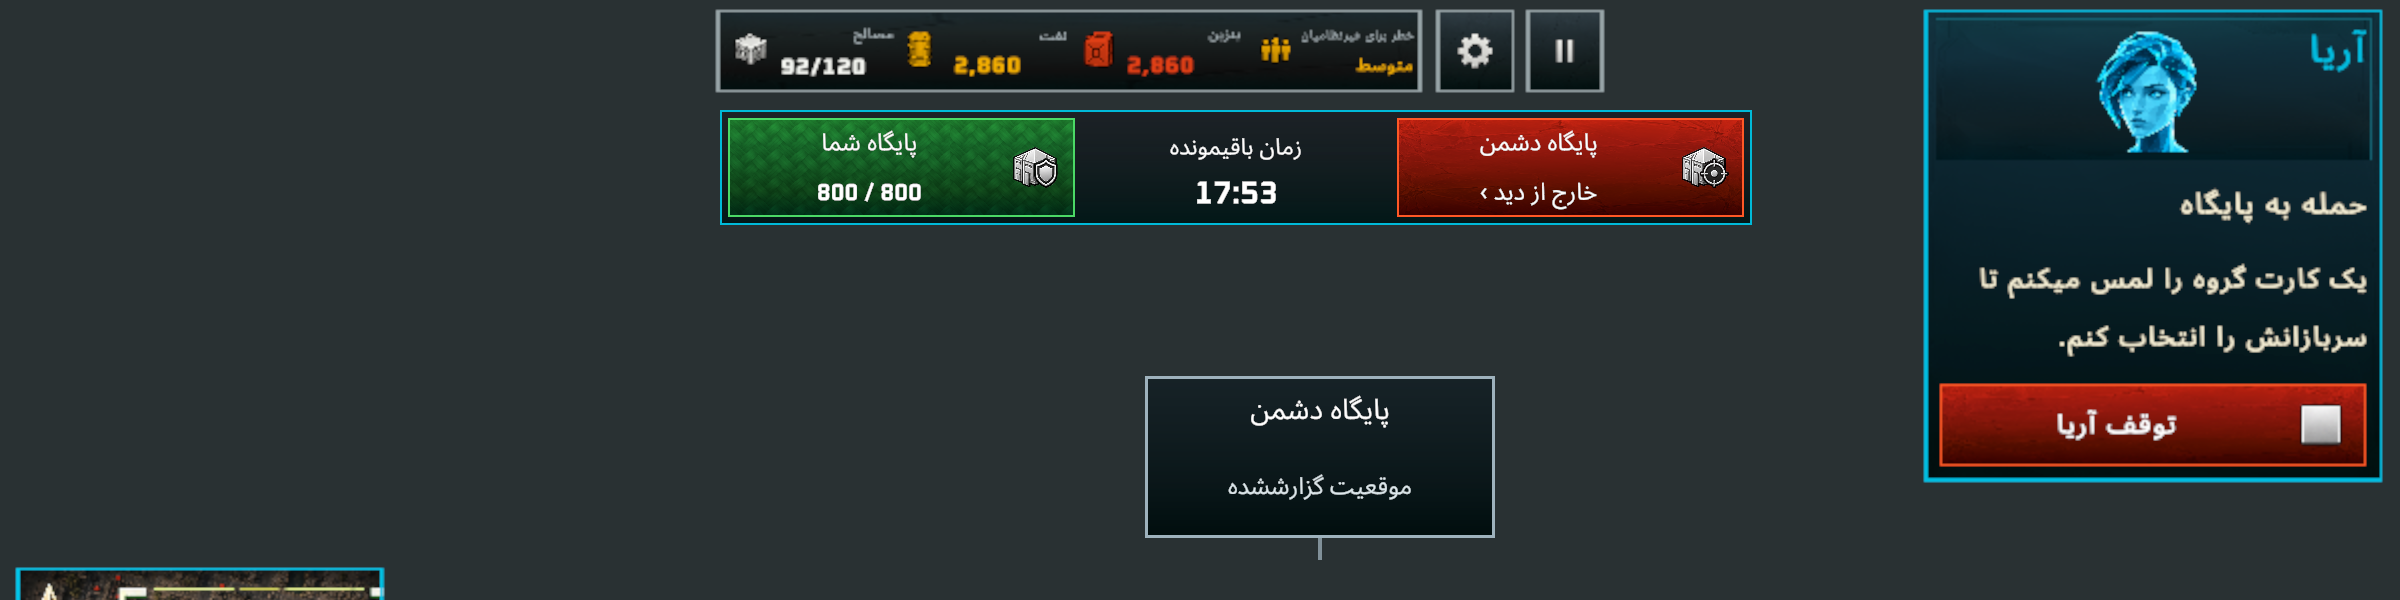 مصالح
92/120
نفت
2,860
بنزین
2,860
خطر برای غیرنظامیان
متوسط
پایگاه شما
800 / 800
زمان باقیمونده
17:53
پایگاه دشمن
خارج از دید ›
آریا
حمله به پایگاه
یک کارت گروه را لمس میکنم تا
سربازانش را انتخاب کنم.
توقف آریا
پایگاه دشمن
موقعیت گزارششده